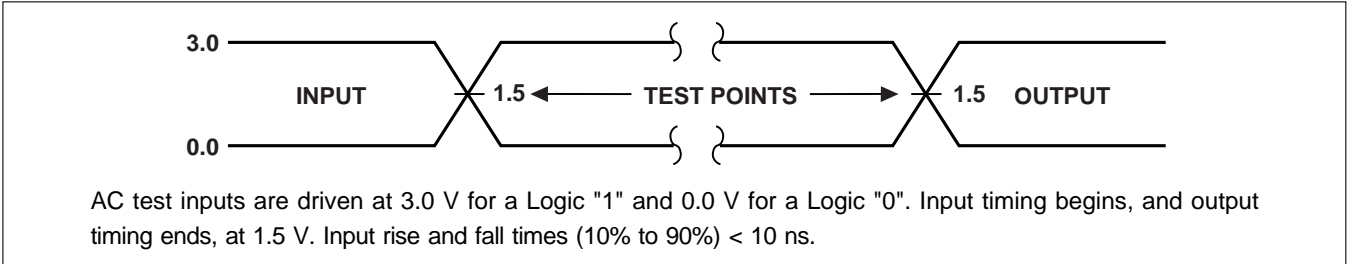 3.0
INPUT 1.5 TEST POINTS 1.5 OUTPUT
0.0
AC test inputs are driven at 3.0 V for a Logic "1" and 0.0 V for a Logic "0". Input timing begins, and output
timing ends, at 1.5 V. Input rise and fall times (10% to 90%) < 10 ns.